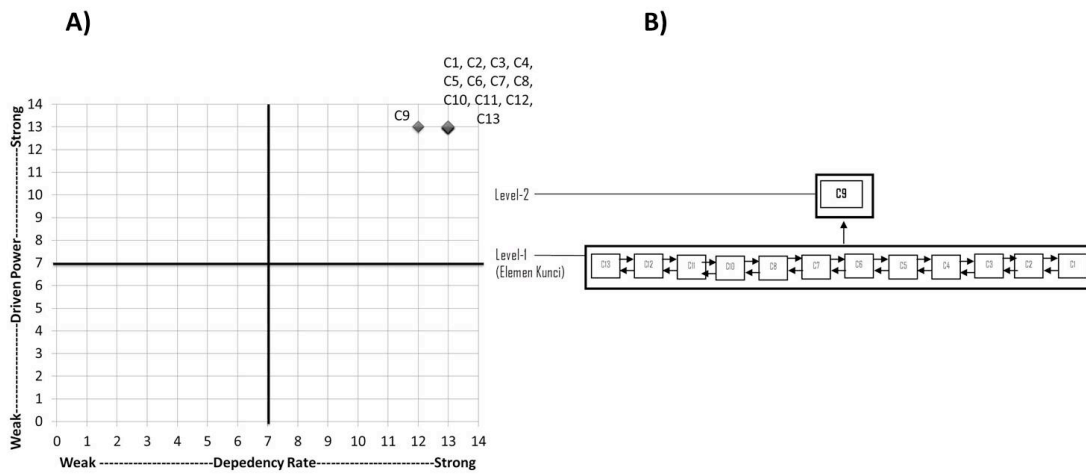 A)
C1, C2, C3, C4,
C5, C6, C7, C8,
C10, C11, C12,
C13
C9
Weak---------------------Driven Power---------------------Strong
14
13
12
11
10
9
8
7
6
5
4
3
2
1
0
0 1 2 3 4 5 6 7 8 9 10 11 12 13 14
Weak ----------------------Depedency Rate----------------------Strong
B)
Level-2
C9
Level-1
(Elemen Kunci)
C13 C12 C11 C10 C8 C7 C6 C5 C4 C3 C2 C1